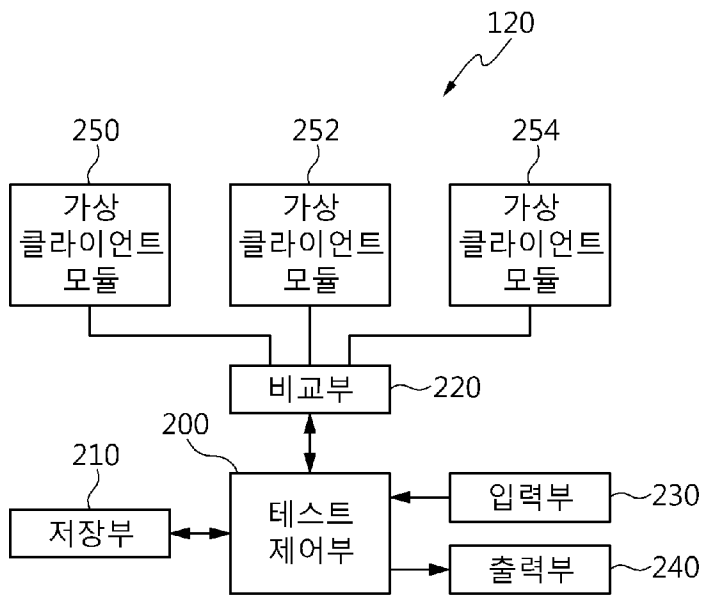 120
250
252
254
가상
클라이언트
모듈
가상
클라이언트
모듈
가상
클라이언트
모듈
비교부
220
200
210
테스트
제어부
저장부
입력부
230
출력부
240